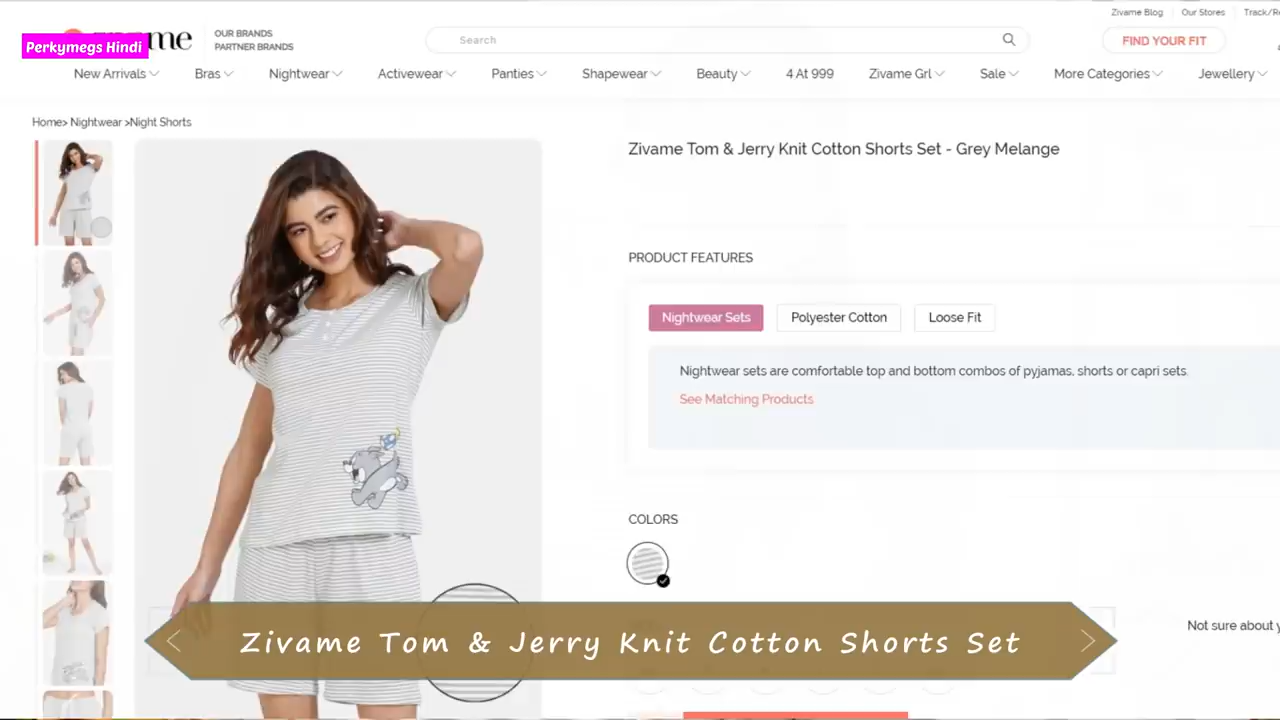 Zivame Blog
Our Stores
Perkymegs Hindi
OUR BRANDS
PARTNER BRANDS
Search
FIND YOUR FIT
New Arrivals
Bras
Nightwear
Activewear
Panties
Shapewear
Beauty
4 At 999
Zivame Grl
Sale
More Categories
Jewellery
Home> Nightwear >Night Shorts
Zivame Tom & Jerry Knit Cotton Shorts Set - Grey Melange
PRODUCT FEATURES
Nightwear Sets
Polyester Cotton
Loose Fit
Nightwear sets are comfortable top and bottom combos of pyjamas, shorts or capri sets.
See Matching Products
COLORS
Not sure about
Zivame Tom & Jerry Knit Cotton Shorts Set